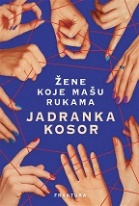 ŽENE
KOJE MAŠU
RUKAMA
JADRANKA
KOSOR
FRAKTURA